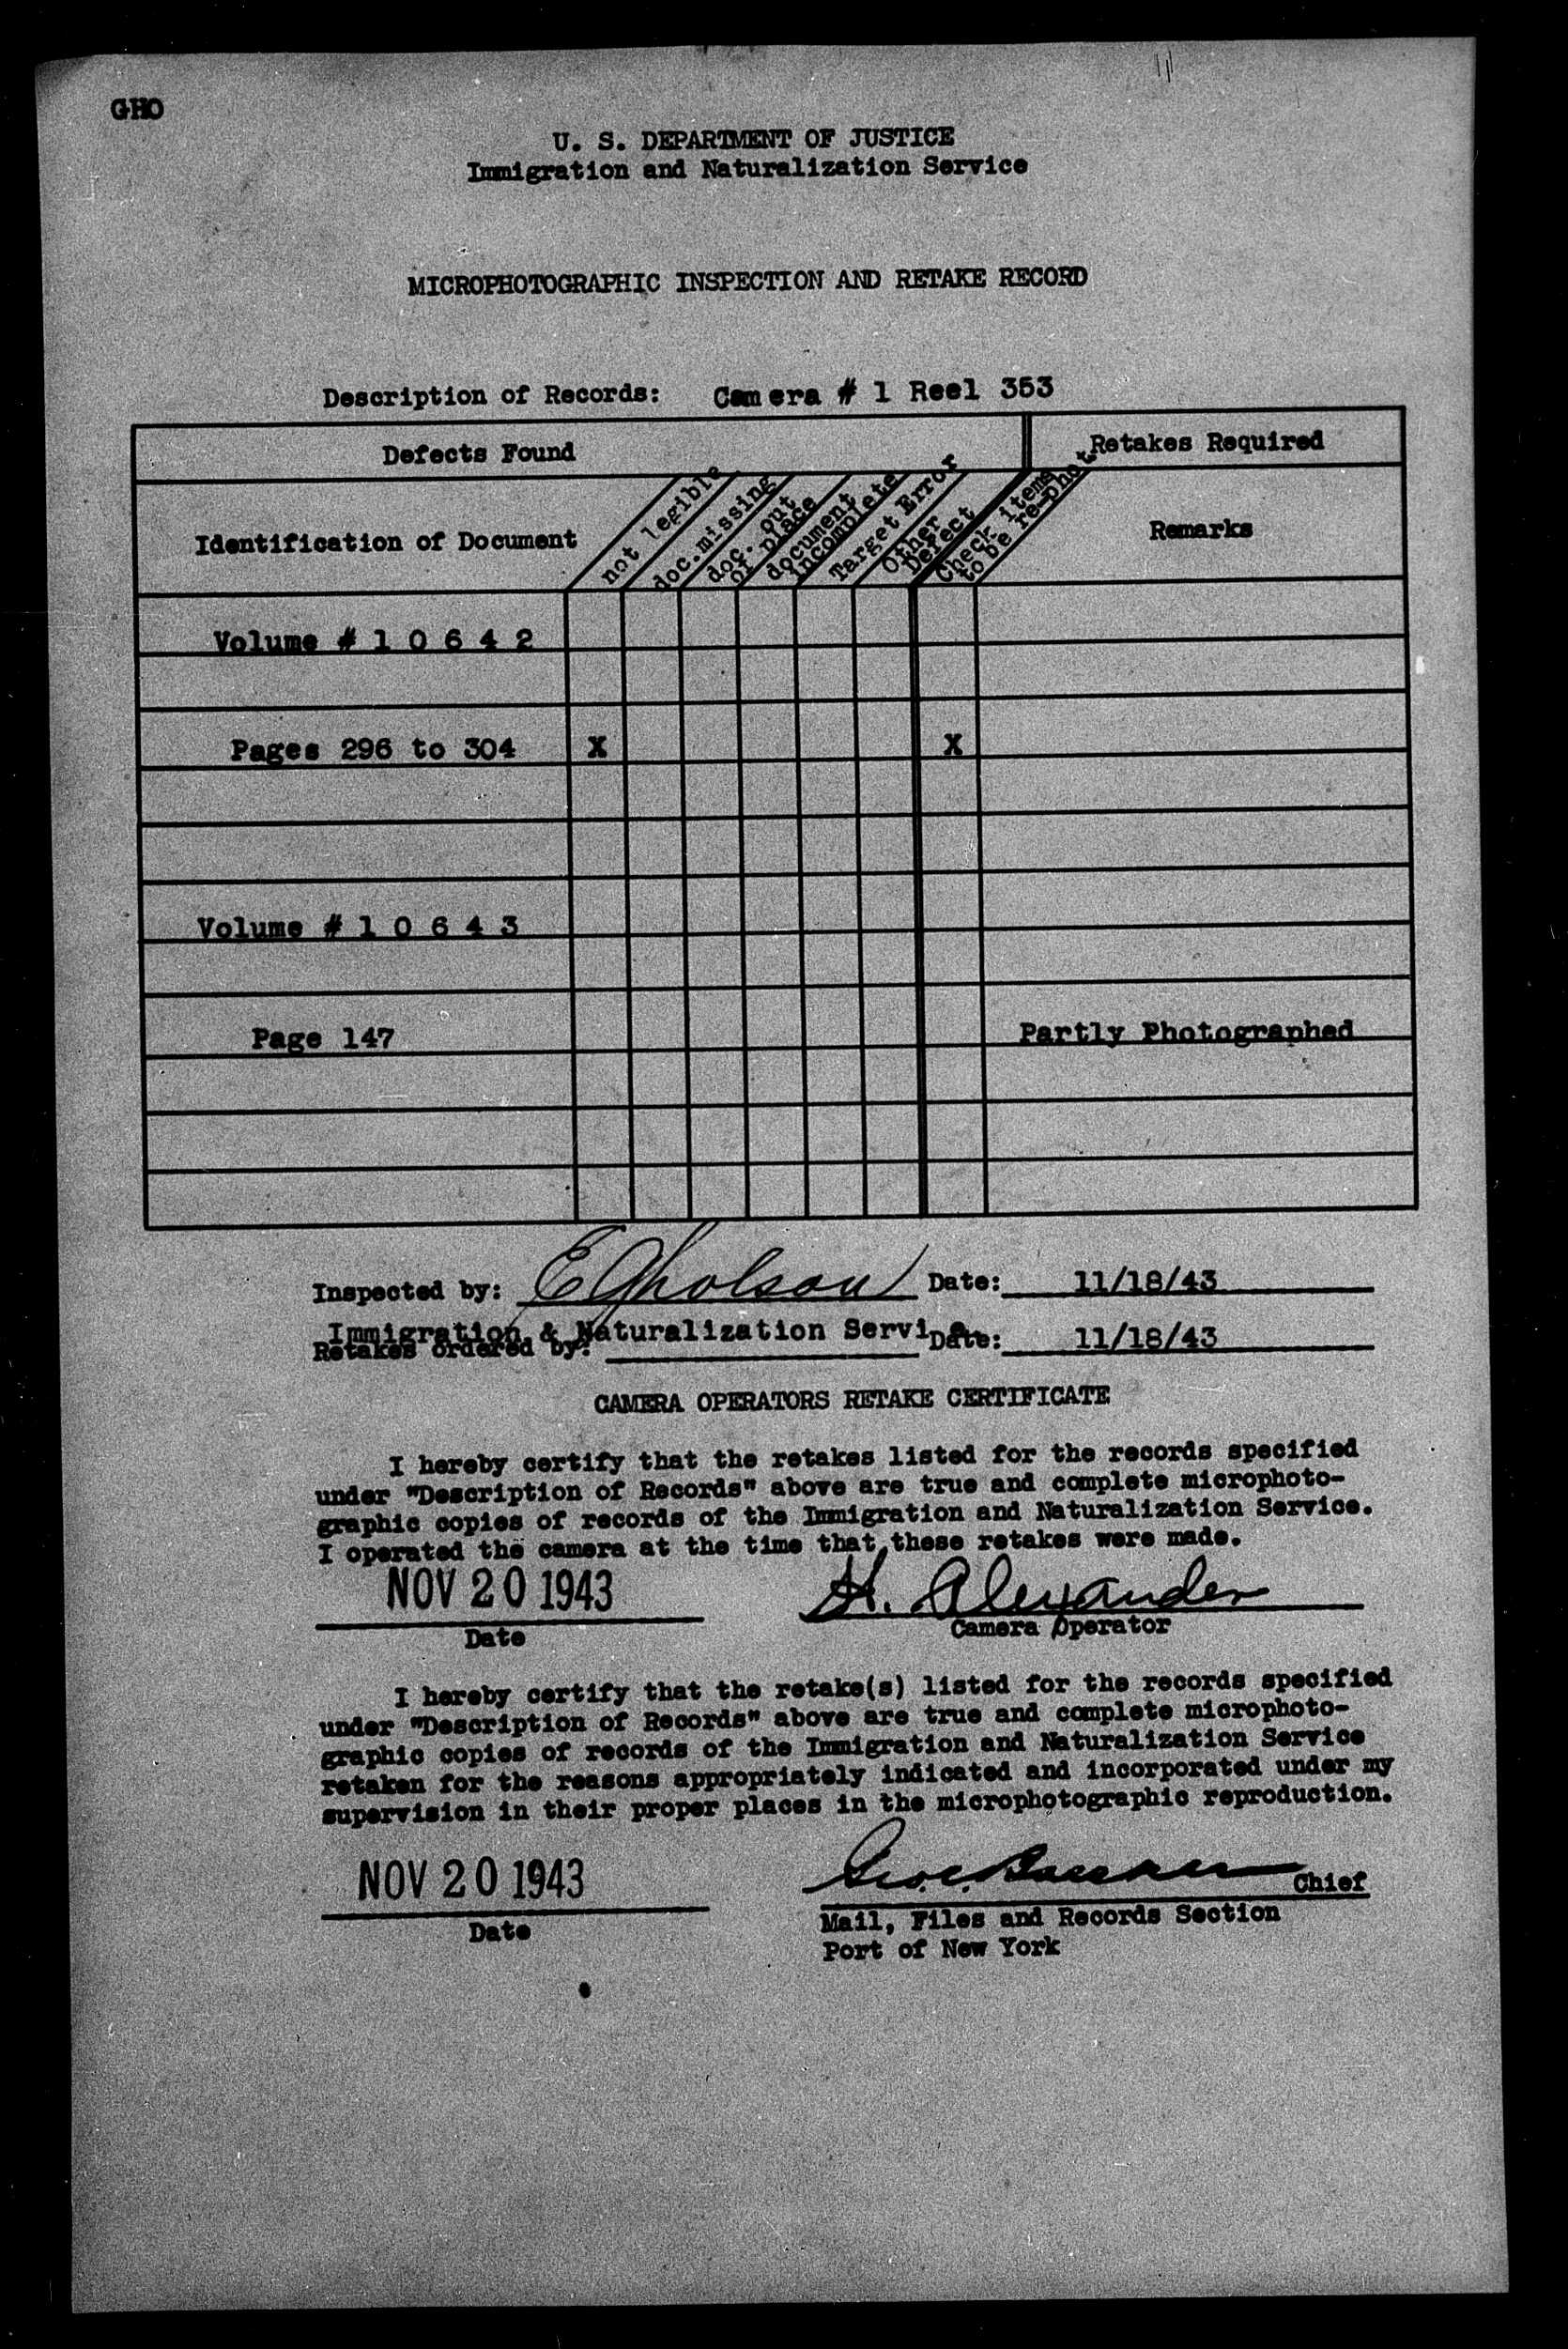 GHO
U. S. DEPARTMENT OF JUSTICE
Immigration and Naturalization Service
MICROPHOTOGRAPHIC INSPECTION AND RETAKE RECORD
Description of Records: Camera # 1 Reel 353
Defects Found
Retakes Required
Identification of Document
not legible
doc. missing
doc. out
of place
document
incomplete
Target Error
Other
Defect
Check items
to be re-phot
Remarks
Volume # 1 0 6 4 2
Pages 296 to 304 X X
Volume # 1 0 6 4 3
Page 147 Partly Photographed
Inspected by: E Gholson Date: 11/18/43
Immigration & Naturalization Servi e
Retakes ordered by: Date: 11/18/43
CAMERA OPERATORS RETAKE CERTIFICATE
I hereby certify that the retakes listed for the records specified
under "Description of Records" above are true and complete microphoto-
graphic copies of records of the Immigration and Naturalization Service.
I operated the camera at the time that these retakes were made.
NOV 20 1943 H. Alexander
Date Camera Operator
I hereby certify that the retake(s) listed for the records specified
under "Description of Records" above are true and complete microphoto-
graphic copies of records of the Immigration and Naturalization Service
retaken for the reasons appropriately indicated and incorporated under my
supervision in their proper places in the microphotographic reproduction.
NOV 20 1943 Chief
Date Mail, Files and Records Section
Port of New York